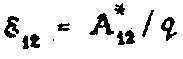 ε₁₂ = A*₁₂ / q